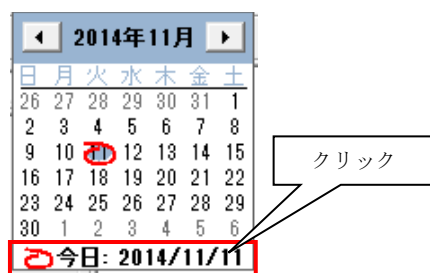 2014年11月
日 月 火 水 木 金 土
26 27 28 29 30 31 1
2 3 4 5 6 7 8
9 10 11 12 13 14 15
16 17 18 19 20 21 22
23 24 25 26 27 28 29
30 1 2 3 4 5 6
今日: 2014/11/11
クリック